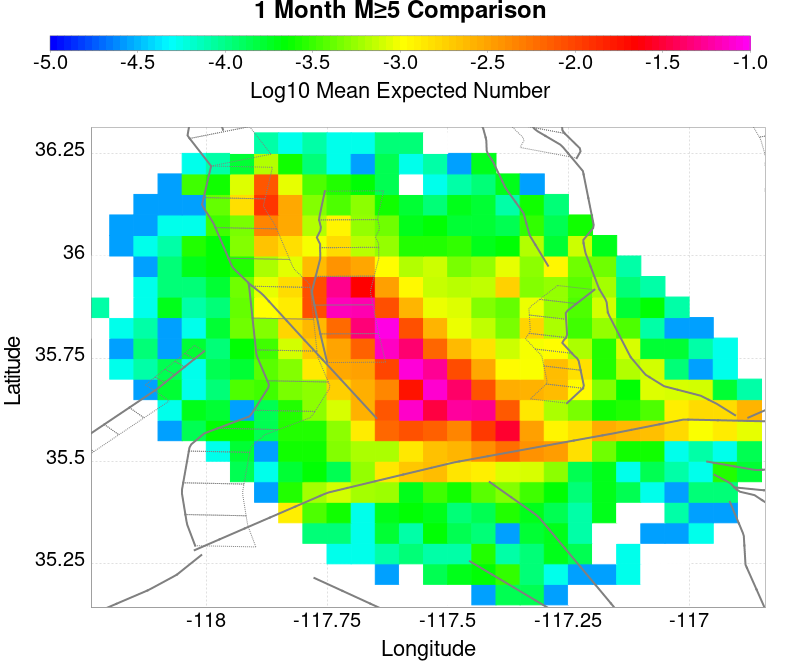 1 Month M≥5 Comparison
-5.0 -4.5 -4.0 -3.5 -3.0 -2.5 -2.0 -1.5 -1.0
Log10 Mean Expected Number
36.25
36
35.75
35.5
35.25
Latitude
-118 -117.75 -117.5 -117.25 -117
Longitude